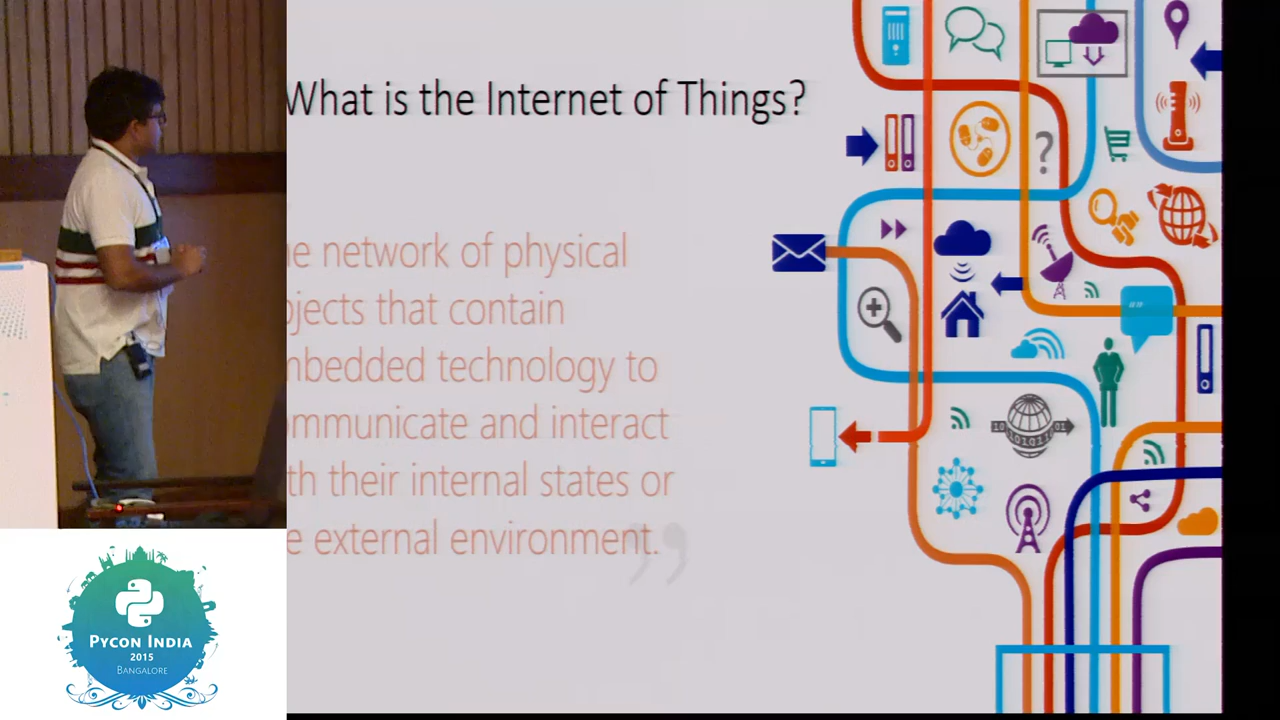 What is the Internet of Things?
e network of physical
jects that contain
bedded technology to
mmunicate and interact
th their internal states or
e external environment.
”
PYCON INDIA
2015
BANGALORE